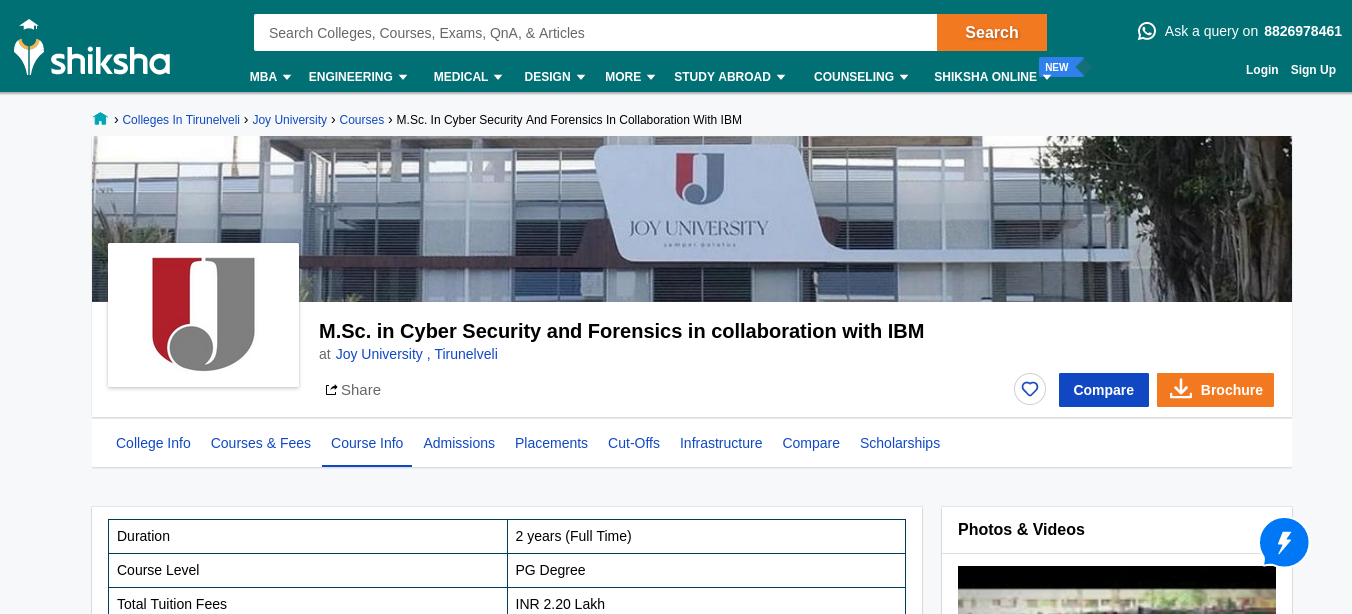 Search Colleges, Courses, Exams, QnA, & Articles
Search
Ask a query on 8826978461
shiksha
MBA ENGINEERING MEDICAL DESIGN MORE STUDY ABROAD COUNSELING SHIKSHA ONLINE NEW
Login Sign Up
› Colleges In Tirunelveli › Joy University › Courses › M.Sc. In Cyber Security And Forensics In Collaboration With IBM
JOY UNIVERSITY
M.Sc. in Cyber Security and Forensics in collaboration with IBM
at Joy University , Tirunelveli
Share
Compare
Brochure
College Info Courses & Fees Course Info Admissions Placements Cut-Offs Infrastructure Compare Scholarships
Duration 2 years (Full Time)
Course Level PG Degree
Total Tuition Fees INR 2.20 Lakh
Photos & Videos